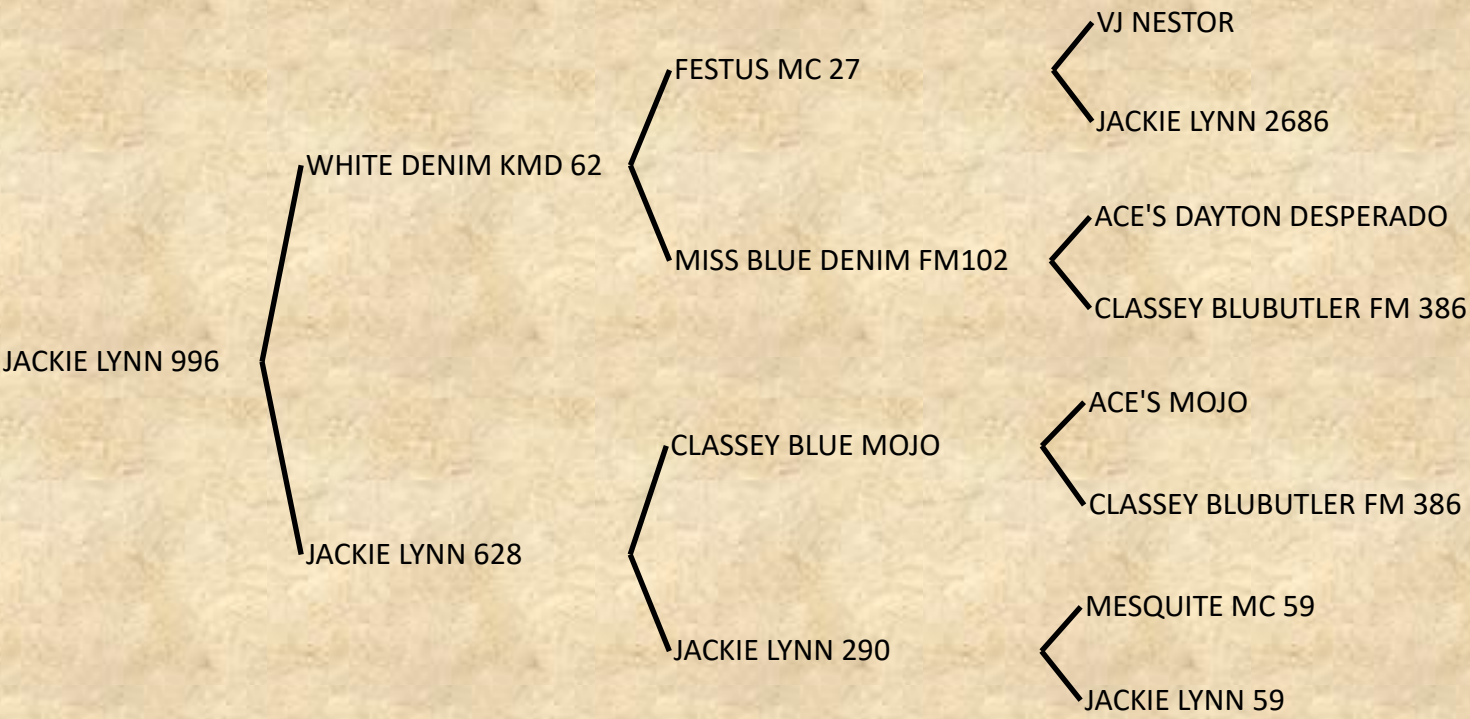 VJ NESTOR
FESTUS MC 27
JACKIE LYNN 2686
WHITE DENIM KMD 62
ACE'S DAYTON DESPERADO
MISS BLUE DENIM FM102
CLASSEY BLUBUTLER FM 386
JACKIE LYNN 996
ACE'S MOJO
CLASSEY BLUE MOJO
CLASSEY BLUBUTLER FM 386
JACKIE LYNN 628
MESQUITE MC 59
JACKIE LYNN 290
JACKIE LYNN 59